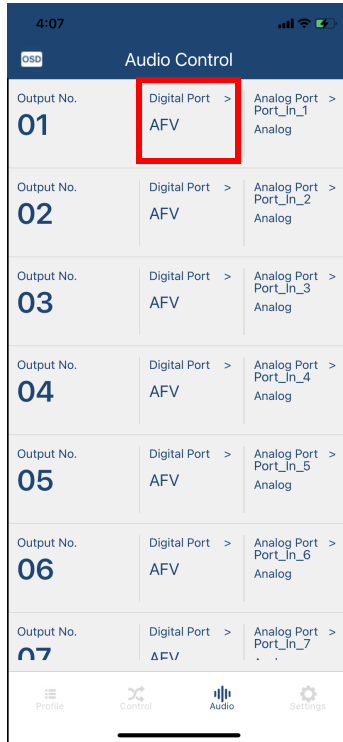 4:07
OSD
Audio Control
Output No.
01
Digital Port >
AFV
Analog Port >
Port_In_1
Analog
Output No.
02
Digital Port >
AFV
Analog Port >
Port_In_2
Analog
Output No.
03
Digital Port >
AFV
Analog Port >
Port_In_3
Analog
Output No.
04
Digital Port >
AFV
Analog Port >
Port_In_4
Analog
Output No.
05
Digital Port >
AFV
Analog Port >
Port_In_5
Analog
Output No.
06
Digital Port >
AFV
Analog Port >
Port_In_6
Analog
Output No.
07
Digital Port >
AFV
Analog Port >
Port_In_7
Profile
Control
Audio
Settings